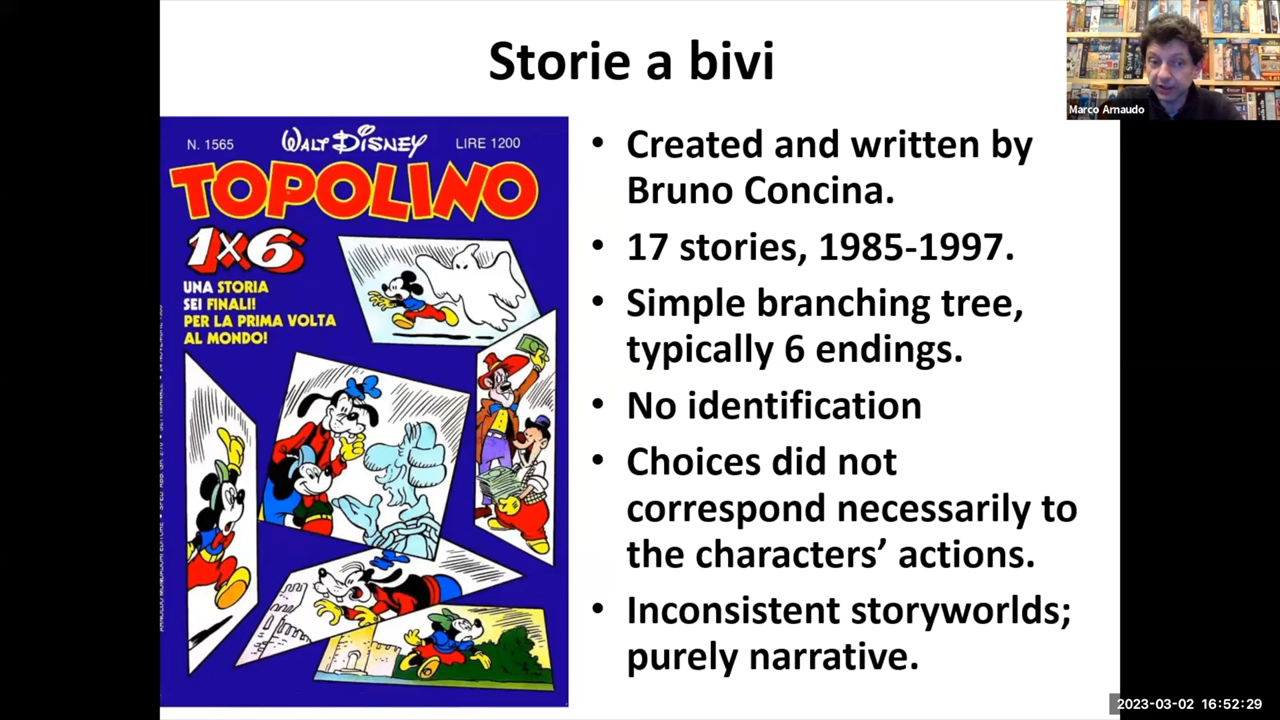 Storie a bivi
Marco Arnaudo
N. 1565
WALT DISNEY
LIRE 1200
TOPOLINO
1x6
UNA STORIA
SEI FINALI!
PER LA PRIMA VOLTA
AL MONDO!
• Created and written by
Bruno Concina.
• 17 stories, 1985-1997.
• Simple branching tree,
typically 6 endings.
• No identification
• Choices did not
correspond necessarily to
the characters’ actions.
• Inconsistent storyworlds;
purely narrative.
2023-03-02 16:52:29